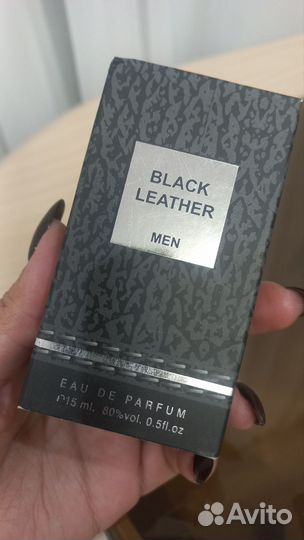 BLACK
LEATHER
MEN
EAU DE PARFUM
℮15 ml. 80%vol. 0.5fl.oz
Avito